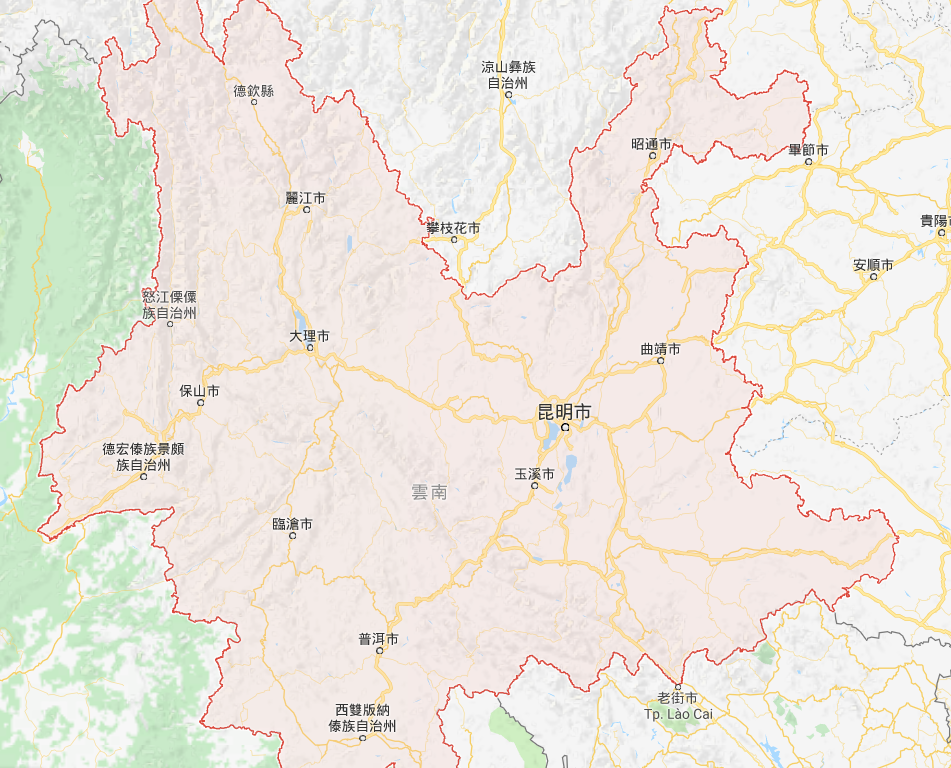 涼山彝族
自治州
德欽縣
昭通市
畢節市
麗江市
貴陽市
攀枝花市
安順市
怒江傈僳
族自治州
大理市
曲靖市
保山市
昆明市
德宏傣族景頗
族自治州
玉溪市
雲南
臨滄市
普洱市
老街市
Tp. Lào Cai
西雙版納
傣族自治州